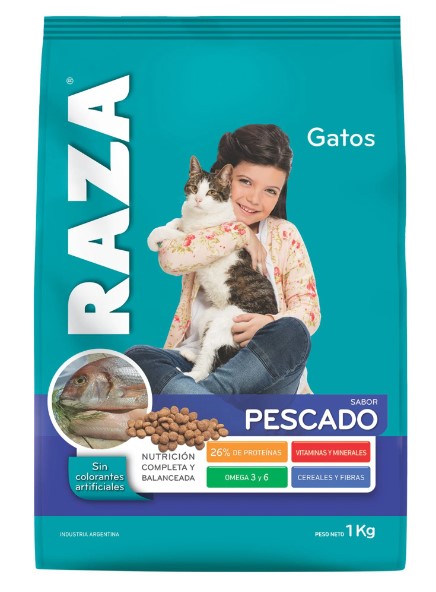 RAZA®
Gatos
SABOR
PESCADO
NUTRICIÓN
COMPLETA Y
BALANCEADA
26% DE PROTEÍNAS
VITAMINAS Y MINERALES
OMEGA 3 y 6
CEREALES Y FIBRAS
Sin
colorantes
artificiales
INDUSTRIA ARGENTINA
PESO NETO 1Kg